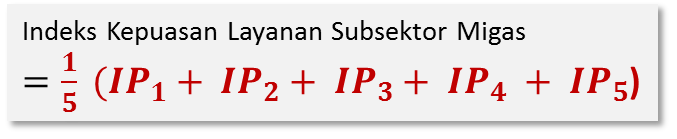 Indeks Kepuasan Layanan Subsektor Migas
= 1/5 (IP₁ + IP₂ + IP₃ + IP₄ + IP₅)